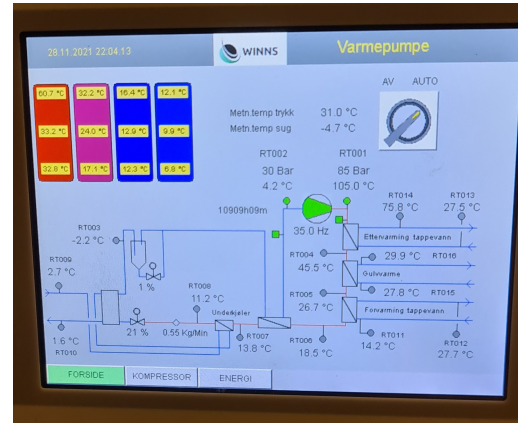 28.11.2021 22:04:13
WINNS
Varmepumpe
AV AUTO
60.7 °C 32.2 °C 16.4 °C 12.1 °C
33.2 °C 24.0 °C 12.9 °C 9.9 °C
32.8 °C 17.1 °C 12.3 °C 6.8 °C
Metn.temp trykk 31.0 °C
Metn.temp sug -4.7 °C
RT002 RT001
30 Bar 85 Bar
4.2 °C 105.0 °C
RT014 RT013
75.8 °C 27.5 °C
10909h09m
35.0 Hz
Ettervarming tappevann
RT003
-2.2 °C
RT004 29.9 °C RT016
45.5 °C
Gulvvarme
RT009
2.7 °C
1 %
RT008
11.2 °C
RT005 27.8 °C RT015
26.7 °C
Forvarming tappevann
Underkjøler
21 % 0.55 Kg/Min
RT007
13.8 °C
RT006
18.5 °C
RT011
14.2 °C
RT012
27.7 °C
1.6 °C
RT010
FORSIDE KOMPRESSOR ENERGI